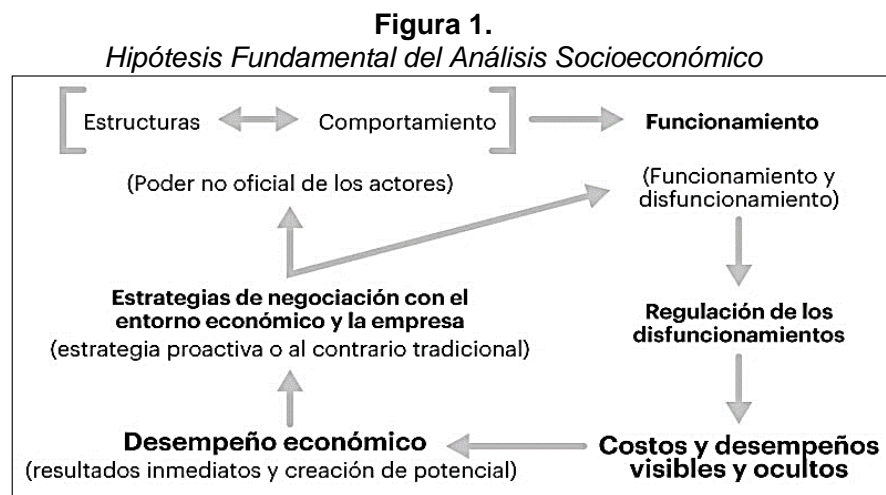 Figura 1.
Hipótesis Fundamental del Análisis Socioeconómico
Estructuras
Comportamiento
Funcionamiento
(Poder no oficial de los actores)
(Funcionamiento y
disfuncionamiento)
Estrategias de negociación con el
entorno económico y la empresa
(estrategia proactiva o al contrario tradicional)
Regulación de los
disfuncionamientos
Desempeño económico
(resultados inmediatos y creación de potencial)
Costos y desempeños
visibles y ocultos